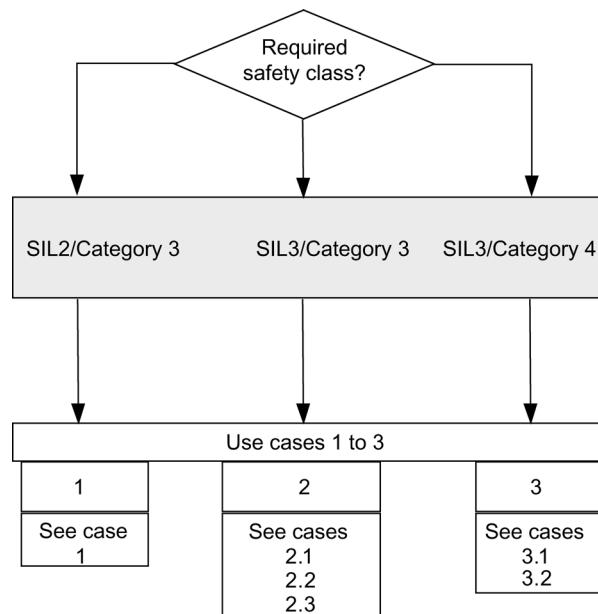 Required
safety class?
SIL2/Category 3
SIL3/Category 3
SIL3/Category 4
Use cases 1 to 3
1
2
3
See case
1
See cases
2.1
2.2
2.3
See cases
3.1
3.2